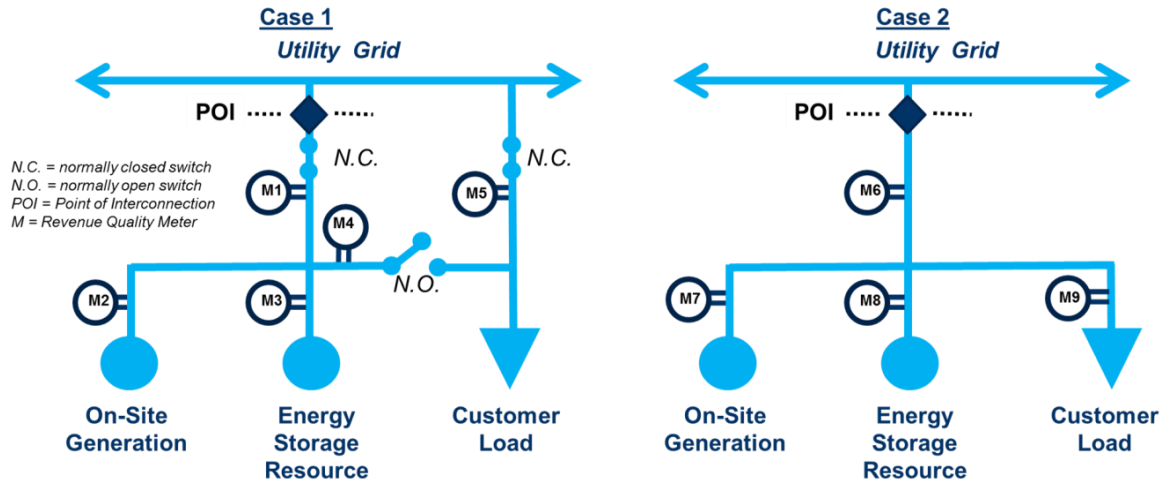 Case 1
Utility Grid
POI
N.C.
N.C.
N.C. = normally closed switch
N.O. = normally open switch
POI = Point of Interconnection
M = Revenue Quality Meter
M1
M5
M4
N.O.
M2
M3
On-Site
Generation
Energy
Storage
Resource
Customer
Load
Case 2
Utility Grid
POI
M6
M7
M8
M9
On-Site
Generation
Energy
Storage
Resource
Customer
Load